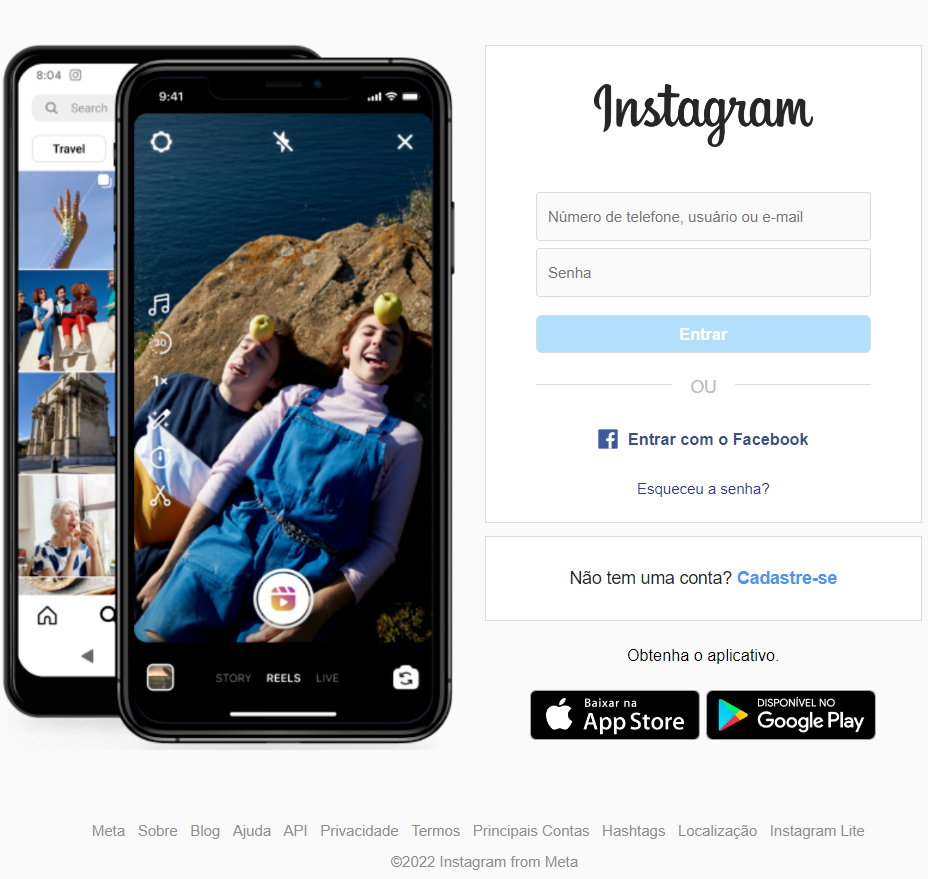 8:04
Search
Travel
9:41
30
1x
STORY REELS LIVE
Instagram
Número de telefone, usuário ou e-mail
Senha
Entrar
OU
Entrar com o Facebook
Esqueceu a senha?
Não tem uma conta? Cadastre-se
Obtenha o aplicativo.
Baixar na
App Store
DISPONÍVEL NO
Google Play
Meta Sobre Blog Ajuda API Privacidade Termos Principais Contas Hashtags Localização Instagram Lite
©2022 Instagram from Meta